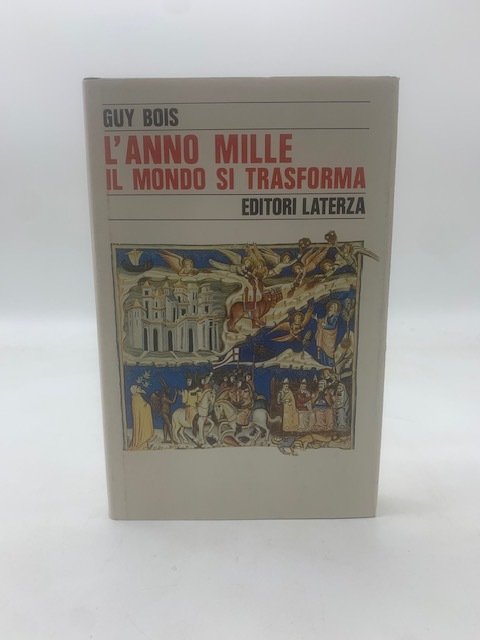 GUY BOIS
L'ANNO MILLE
IL MONDO SI TRASFORMA
EDITORI LATERZA